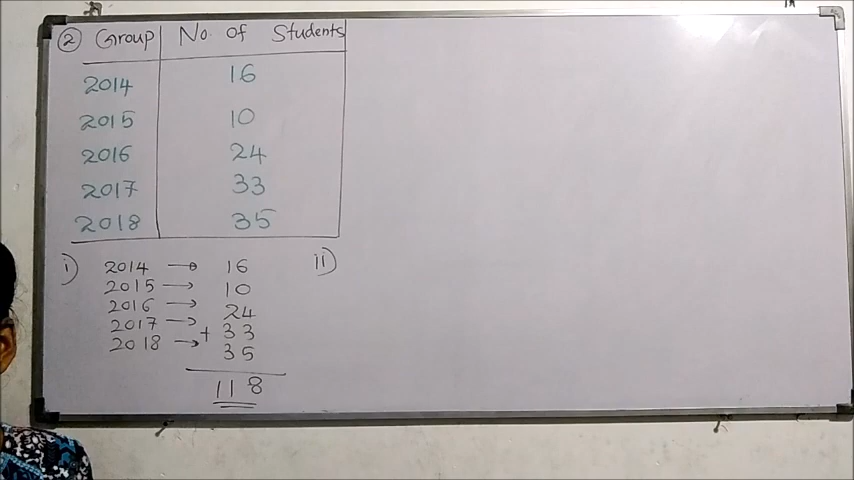 ② Group No. of Students
2014 16
2015 10
2016 24
2017 33
2018 35
i) 2014 → 16 ii)
2015 → 10
2016 → 24
2017 → + 33
2018 → 35
118